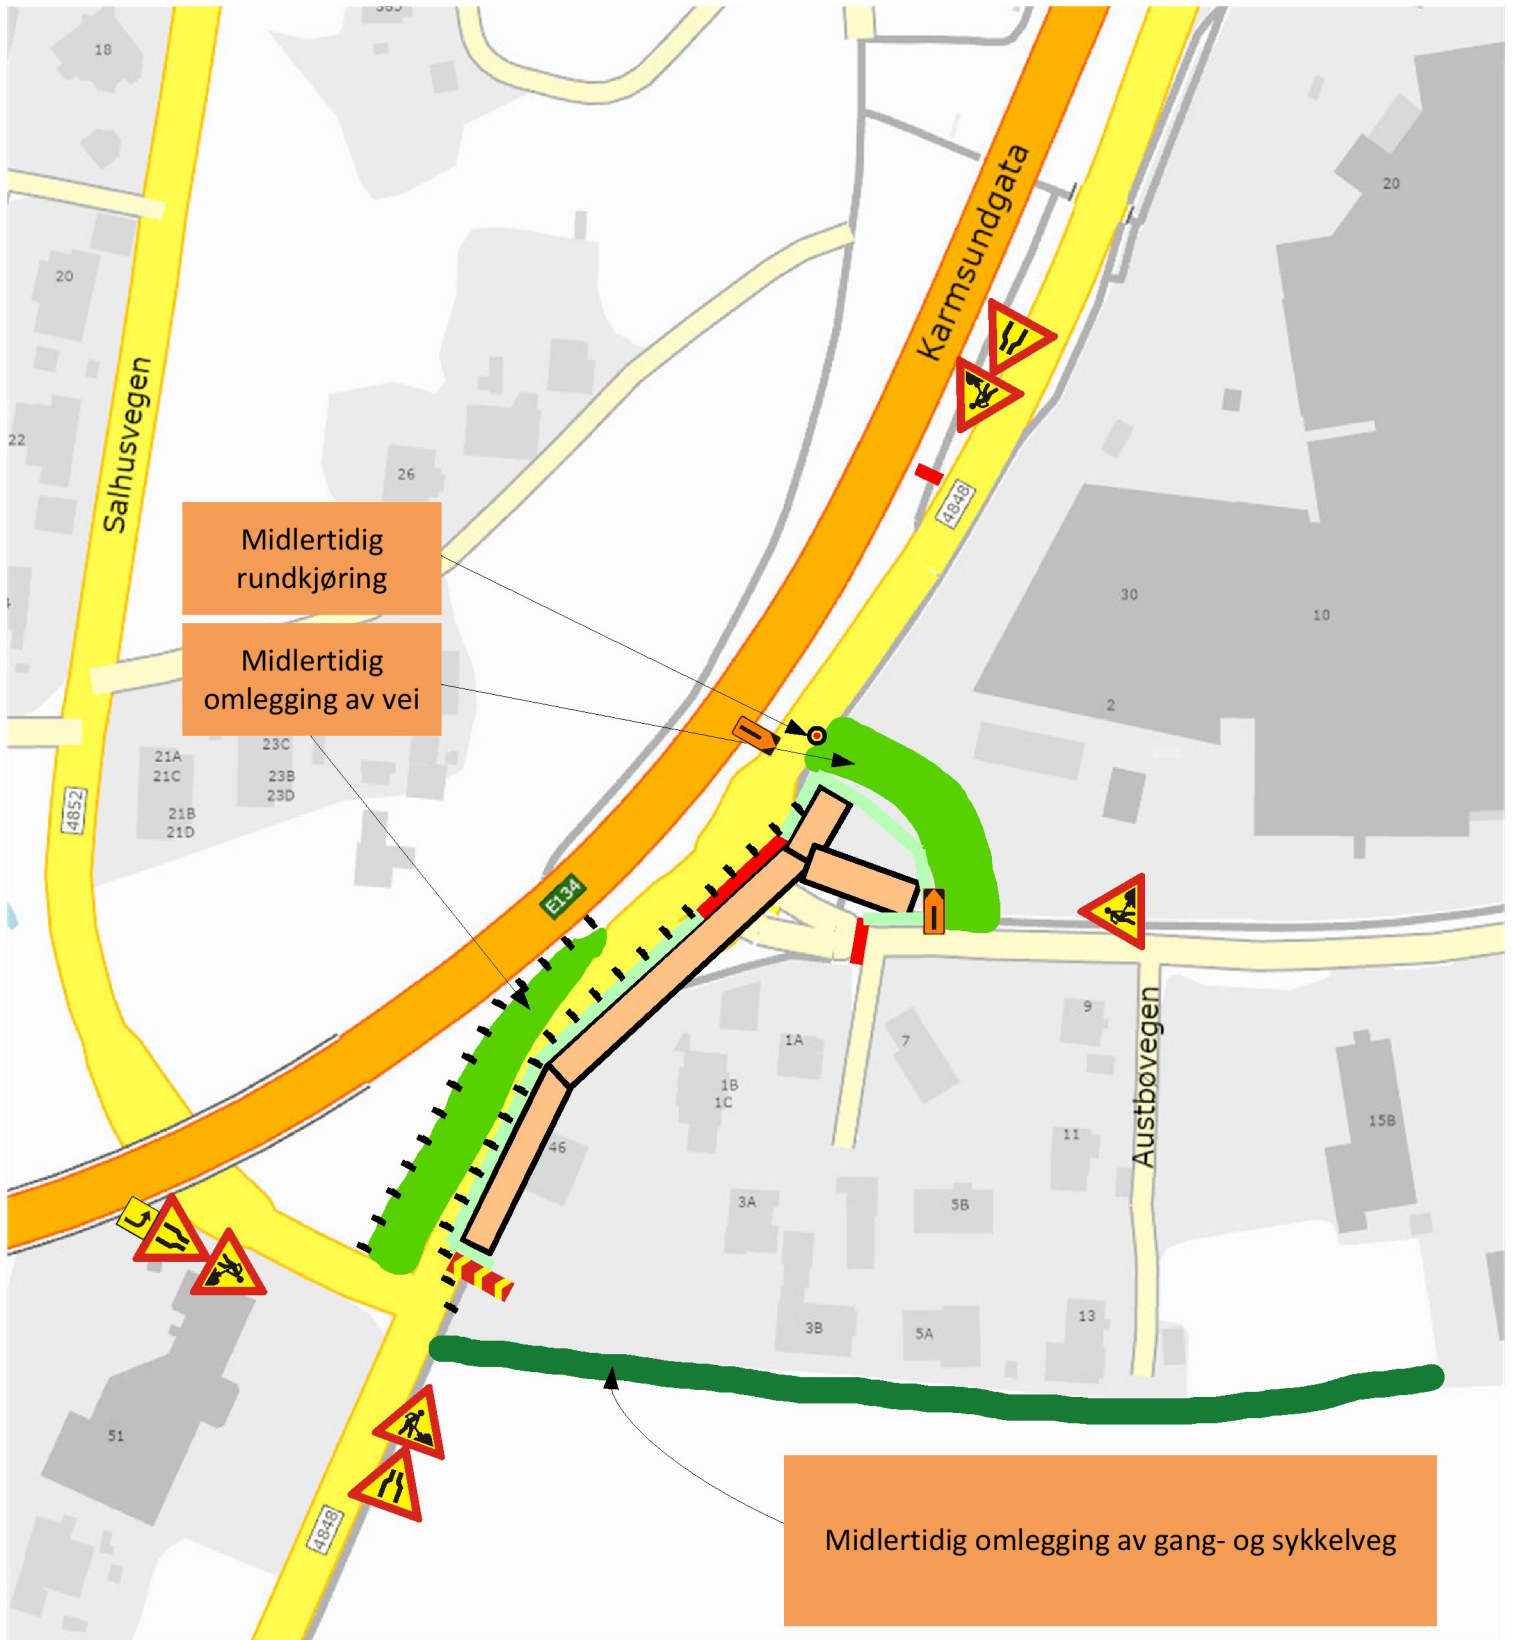 385
18
20
Karmsundgata
20
Salhusvegen
22
26
4848
Midlertidig
rundkjøring
30
10
Midlertidig
omlegging av vei
2
23C
21A
21C
23B
23D
21B
21D
4852
E134
9
1A
7
Austbøvegen
1B
1C
15B
11
46
3A
5B
13
3B
5A
51
4848
Midlertidig omlegging av gang- og sykkelveg